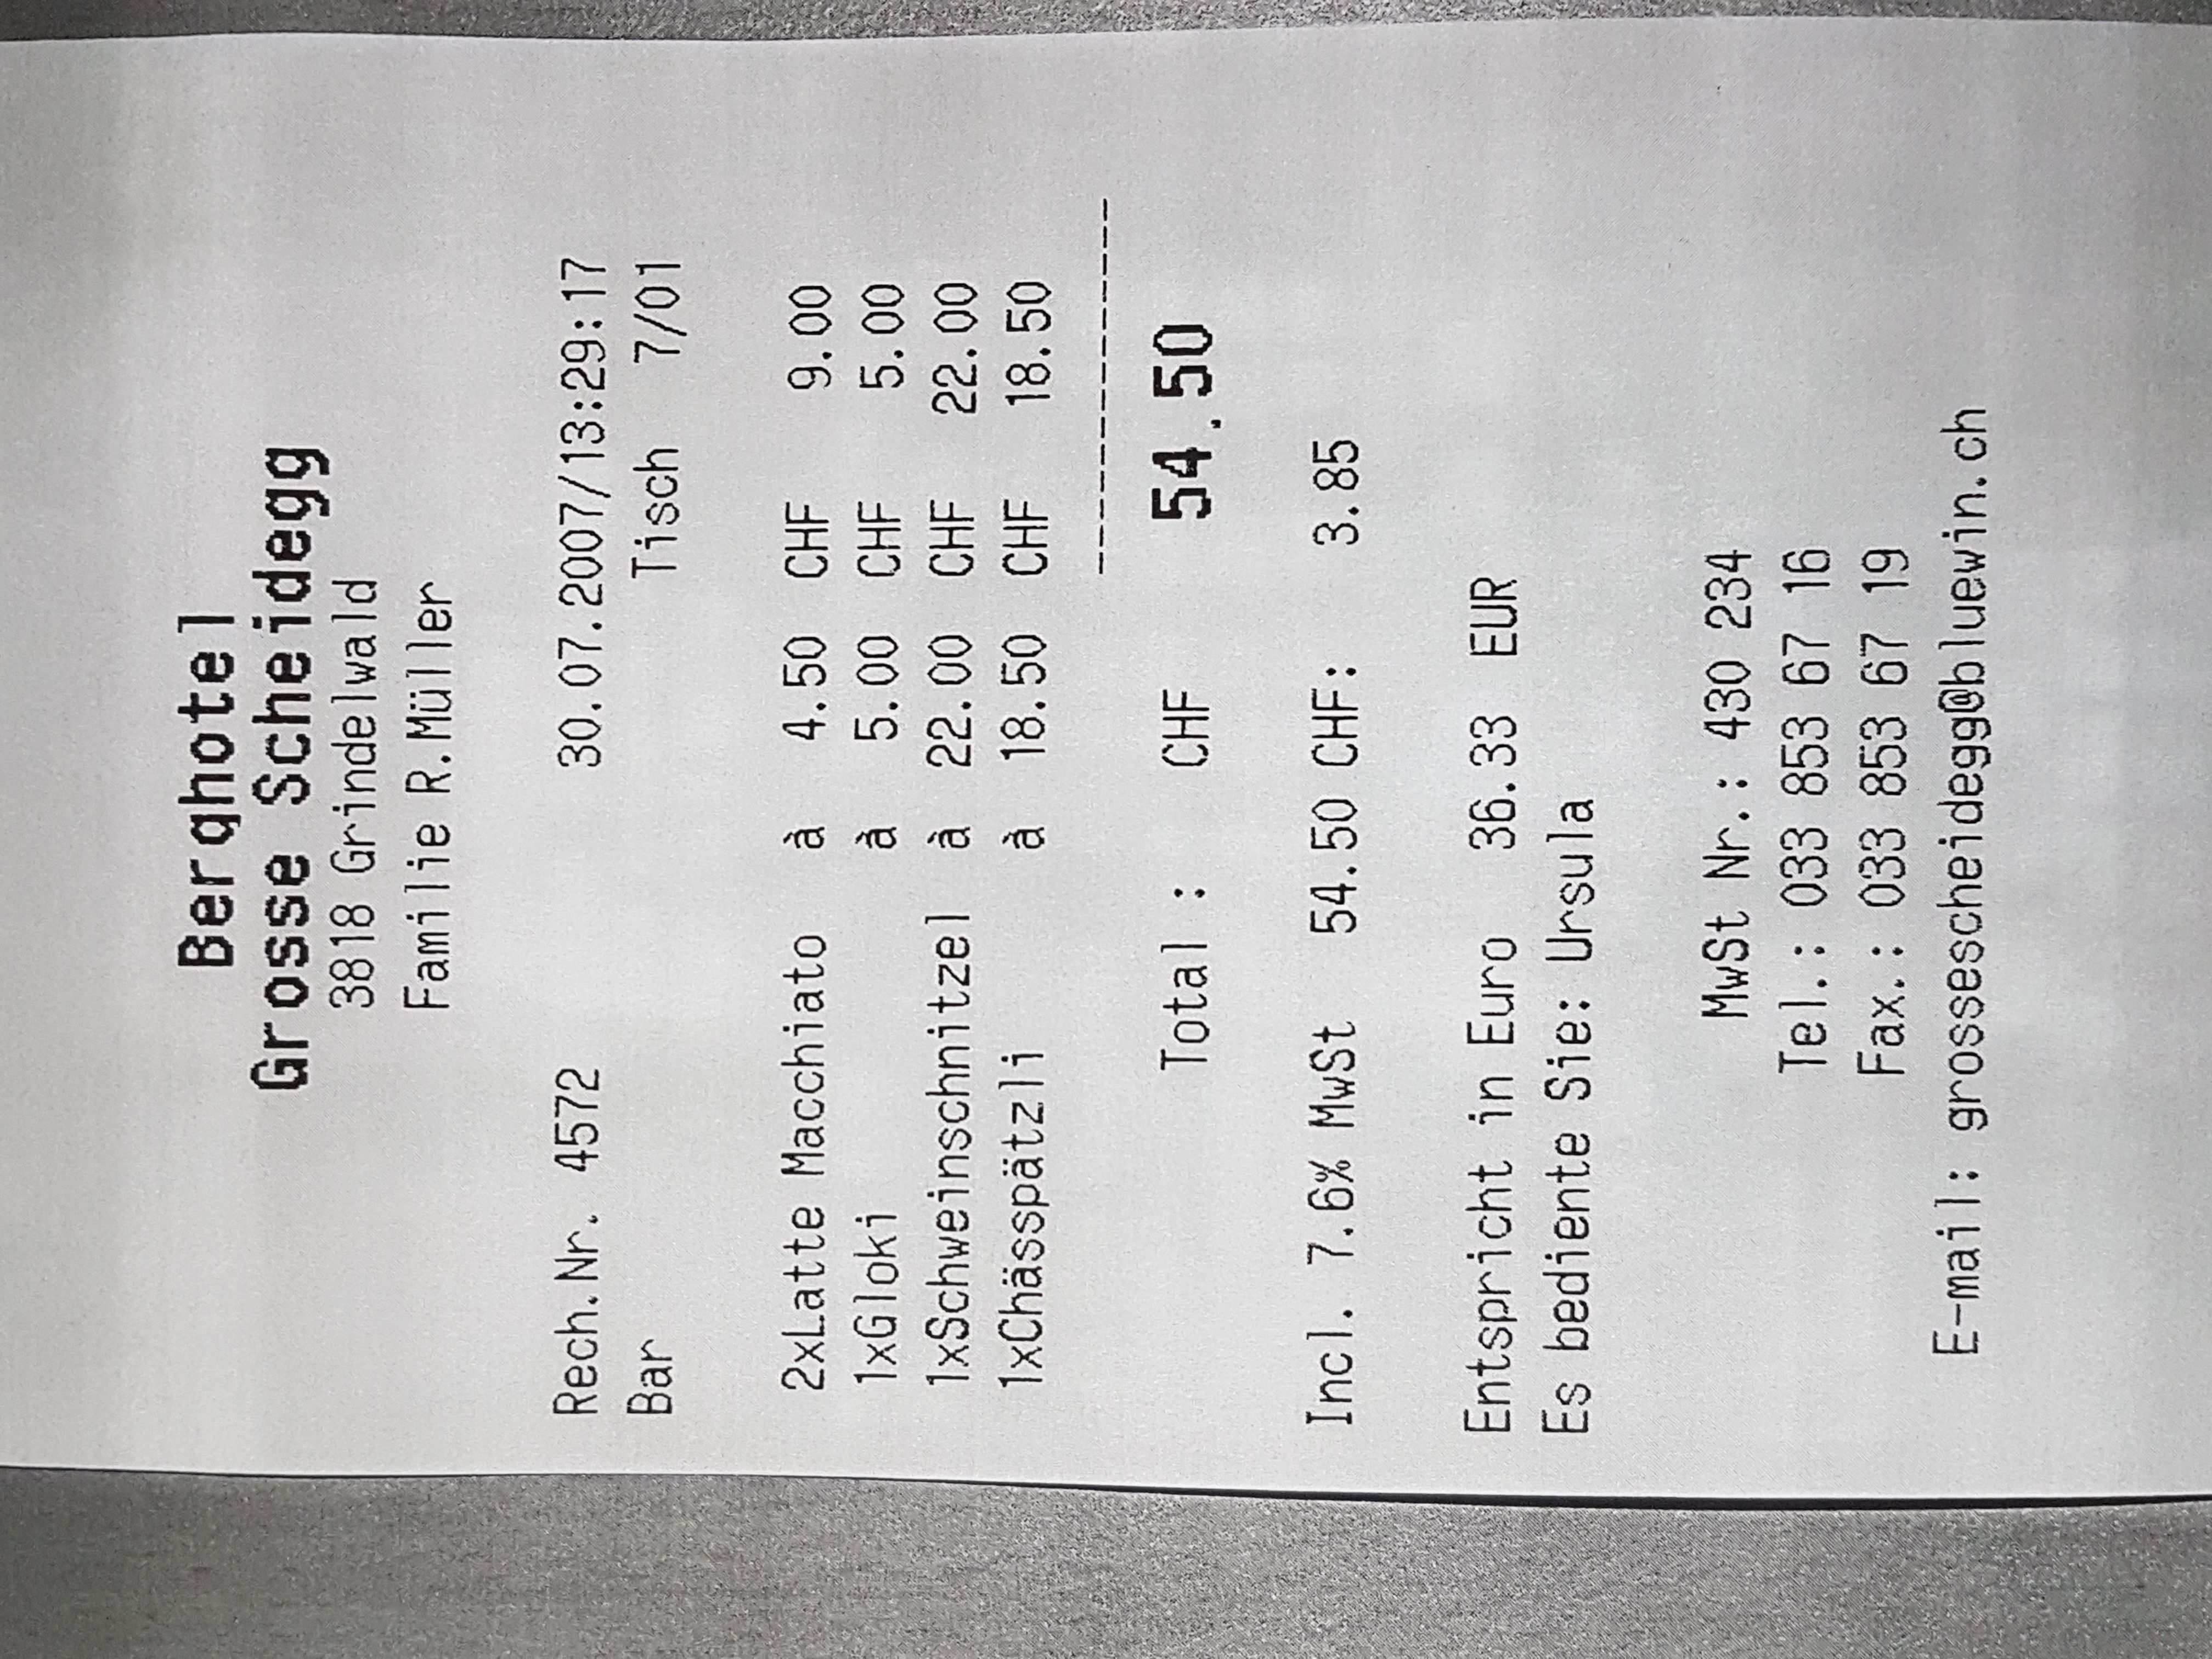 Berghotel
Grosse Scheidegg
3818 Grindelwald
Familie R.Müller
Rech.Nr. 4572 30.07.2007/13:29:17
Bar Tisch 7/01
2xLatte Macchiato à 4.50 CHF 9.00
1xGloki à 5.00 CHF 5.00
1xSchweinschnitzel à 22.00 CHF 22.00
1xChässpätzli à 18.50 CHF 18.50
--------------
Total : CHF 54.50
Incl. 7.6% MwSt 54.50 CHF: 3.85
Entspricht in Euro 36.33 EUR
Es bediente Sie: Ursula
MwSt Nr.: 430 234
Tel.: 033 853 67 16
Fax.: 033 853 67 19
E-mail: grossescheidegg@bluewin.ch